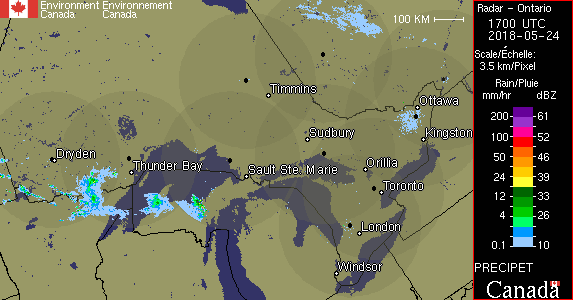 Environment Environnement
Canada Canada
100 KM
Timmins
Ottawa
Sudbury
Kingston
Dryden
Thunder Bay
Sault Ste. Marie
Orillia
Toronto
London
Windsor
Radar - Ontario
1700 UTC
2018-05-24
Scale/Échelle:
3.5 km/Pixel
Rain/Pluie
mm/hr dBZ
200 61
100 52
50 46
24 39
12 33
4 26
0.1 10
PRECIPET
Canada